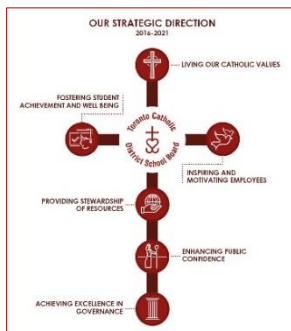 OUR STRATEGIC DIRECTION
2016-2021
LIVING OUR CATHOLIC VALUES
FOSTERING STUDENT
ACHIEVEMENT AND WELL BEING
Toronto Catholic
District School Board
INSPIRING AND
MOTIVATING EMPLOYEES
PROVIDING STEWARDSHIP
OF RESOURCES
ENHANCING PUBLIC
CONFIDENCE
ACHIEVING EXCELLENCE IN
GOVERNANCE